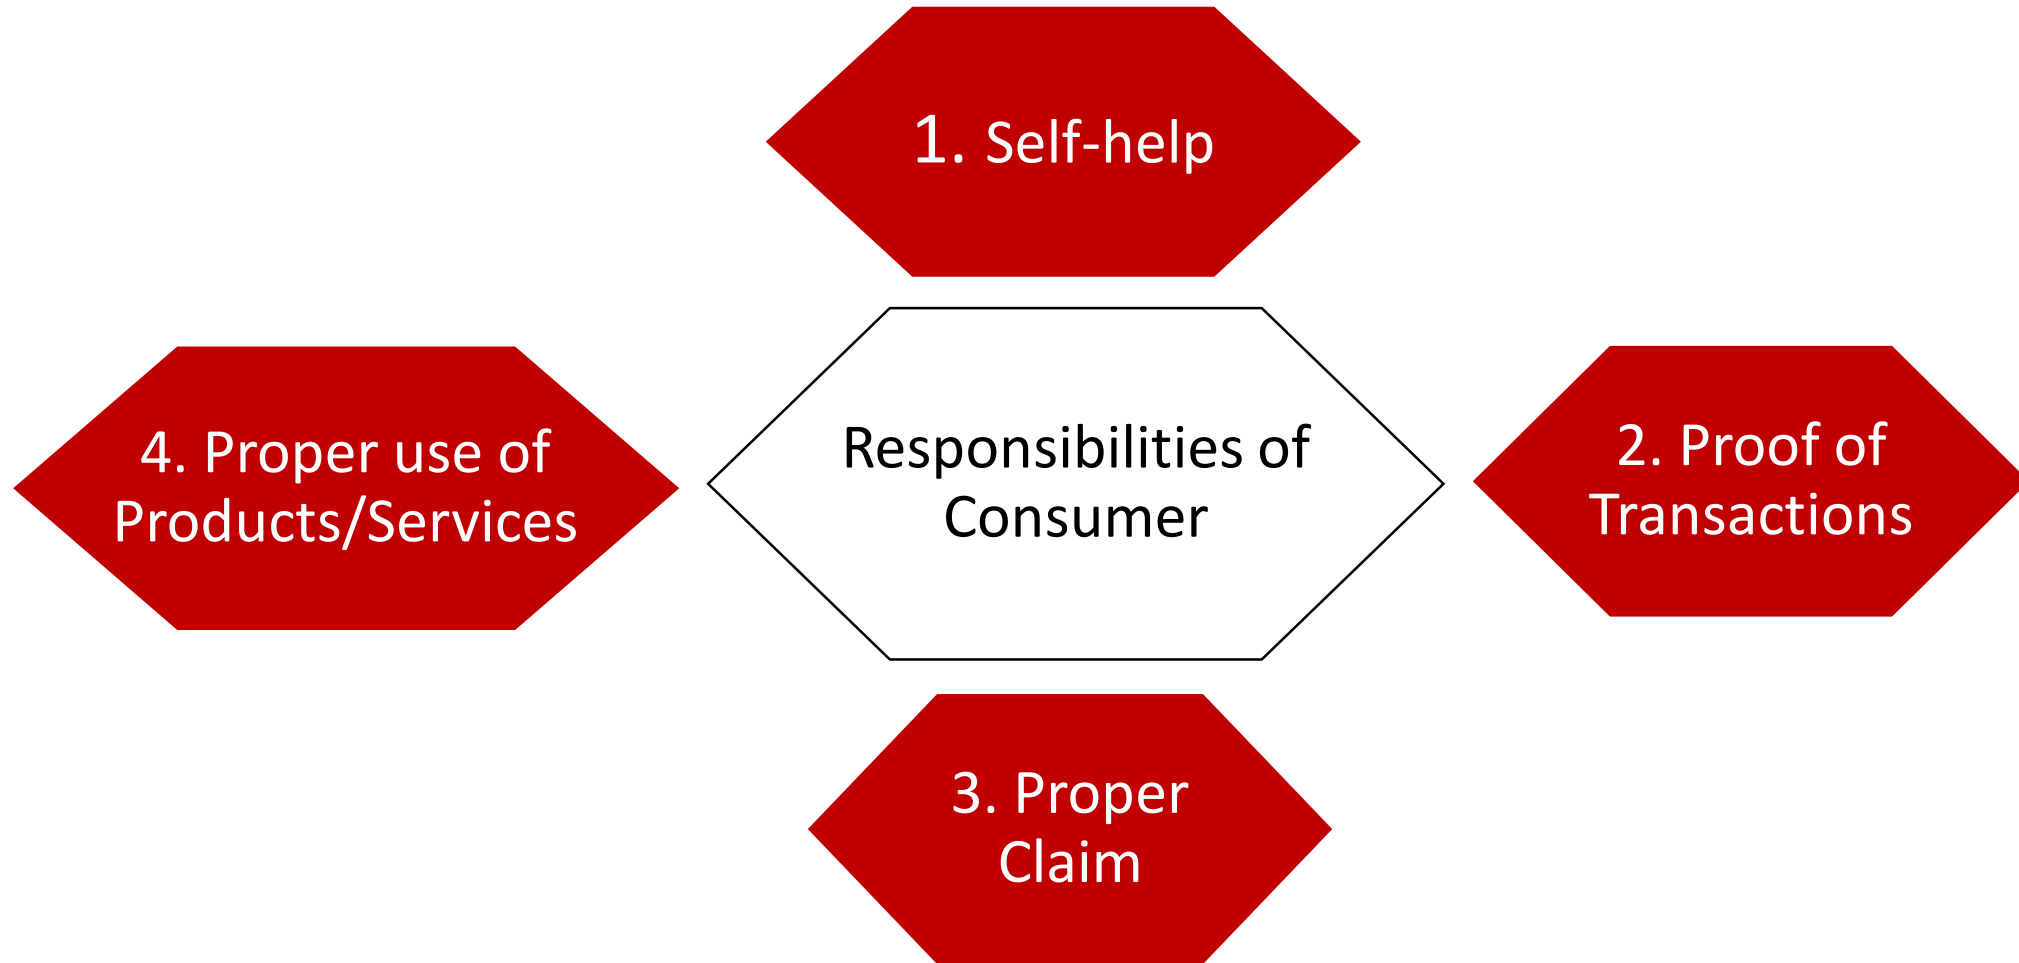 1. Self-help
Responsibilities of
Consumer
2. Proof of
Transactions
3. Proper
Claim
4. Proper use of
Products/Services